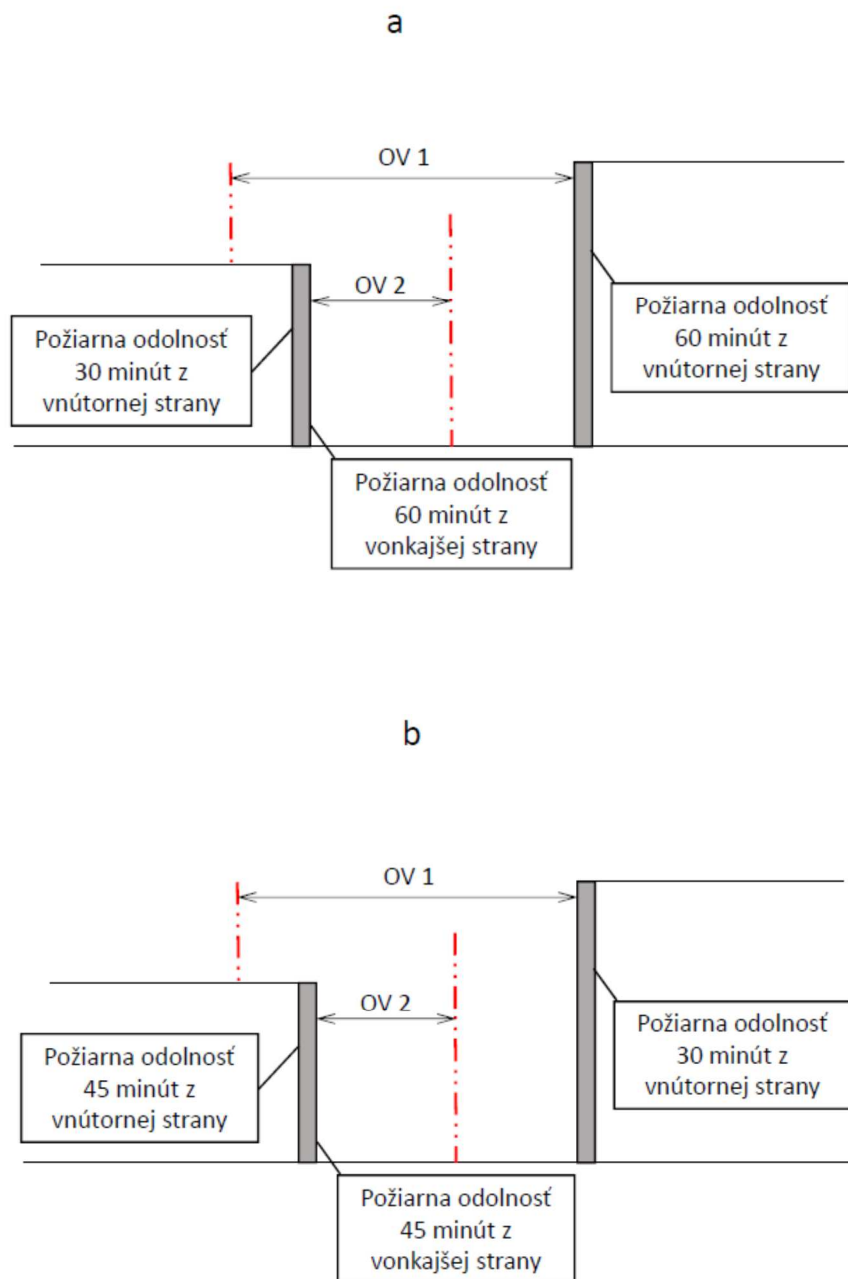 a
OV 1
OV 2
Požiarna odolnosť
30 minút z
vnútornej strany
Požiarna odolnosť
60 minút z
vnútornej strany
Požiarna odolnosť
60 minút z
vonkajšej strany
b
OV 1
OV 2
Požiarna odolnosť
45 minút z
vnútornej strany
Požiarna odolnosť
30 minút z
vnútornej strany
Požiarna odolnosť
45 minút z
vonkajšej strany